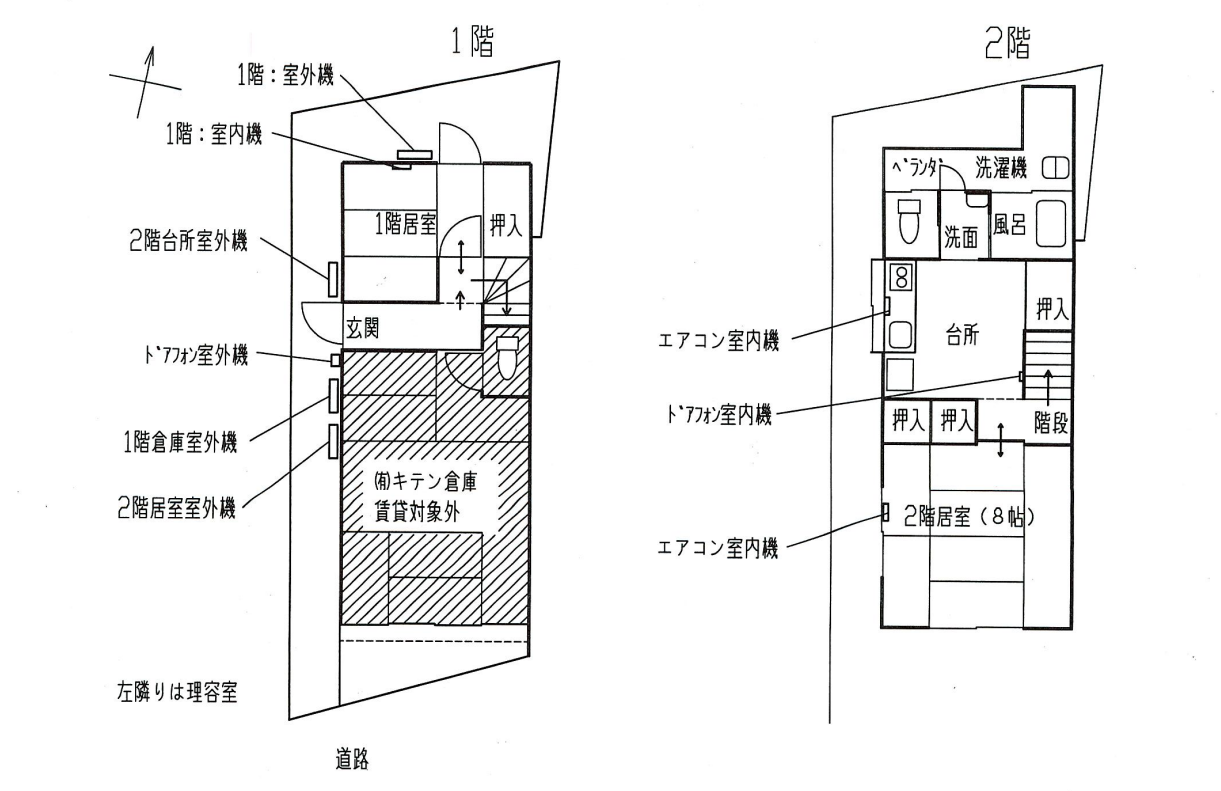 1階
1階：室外機
1階：室内機
1階居室
押入
2階台所室外機
玄関
ﾄﾞｱﾌｫﾝ室外機
1階倉庫室外機
㈲キテン倉庫
賃貸対象外
2階居室室外機
左隣りは理容室
道路
2階
ﾍﾞﾗﾝﾀﾞ
洗濯機
洗面
風呂
押入
エアコン室内機
台所
ﾄﾞｱﾌｫﾝ室内機
押入
押入
階段
2階居室（8帖）
エアコン室内機